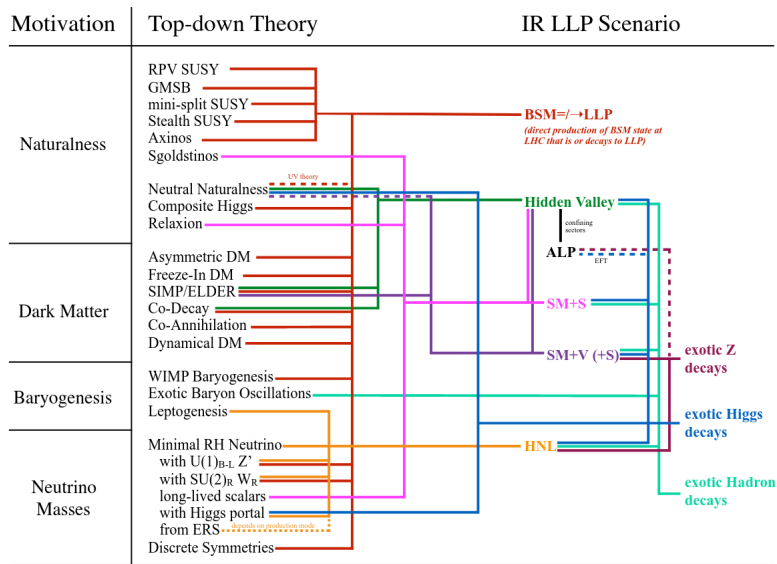 Motivation
Top-down Theory
IR LLP Scenario
Naturalness
RPV SUSY
GMSB
mini-split SUSY
Stealth SUSY
Axinos
Sgoldstinos
UV theory
Neutral Naturalness
Composite Higgs
Relaxion
BSM=/→LLP
(direct production of BSM state at
LHC that is or decays to LLP)
Hidden Valley
confining
sectors
ALP
EFT
Dark Matter
Asymmetric DM
Freeze-In DM
SIMP/ELDER
Co-Decay
Co-Annihilation
Dynamical DM
SM+S
SM+V (+S)
exotic Z
decays
Baryogenesis
WIMP Baryogenesis
Exotic Baryon Oscillations
Leptogenesis
exotic Higgs
decays
Neutrino
Masses
Minimal RH Neutrino
with U(1)B-L Z'
with SU(2)R WR
long-lived scalars
with Higgs portal
depends on production mode
from ERS
Discrete Symmetries
HNL
exotic Hadron
decays